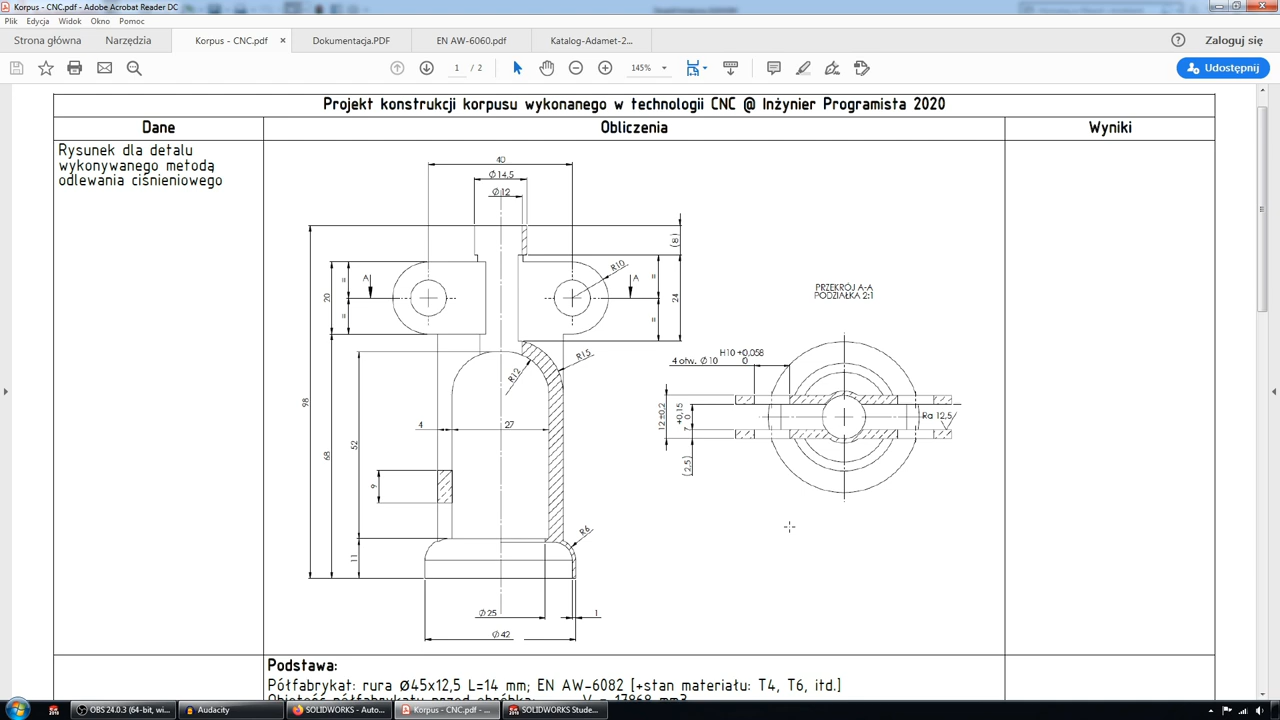 Korpus - CNC.pdf - Adobe Acrobat Reader DC
Plik Edycja Widok Okno Pomoc
Strona główna Narzędzia Korpus - CNC.pdf × Dokumentacja.PDF EN AW-6060.pdf Katalog-Adamet-2... Zaloguj się
1 / 2 145% Udostępnij
Projekt konstrukcji korpusu wykonanego w technologii CNC @ Inżynier Programista 2020
Dane Obliczenia Wyniki
Rysunek dla detalu
wykonywanego metodą
odlewania ciśnieniowego
40
Ø14,5
Ø12
(8)
R10
A A
= =
20 24
= =
PRZEKRÓJ A-A
PODZIAŁKA 2:1
R15
R12
H10 +0,058
4 otw. Ø10 0
98
4 27
12±0,2
+0,15
7 0
Ra 12,5
68
52
(2,5)
9
R6
11
Ø25 1
Ø42
Podstawa:
Półfabrykat: rura Ø45x12,5 L=14 mm; EN AW-6082 [+stan materiału: T4, T6, itd.]
OBS 24.0.3 (64-bit, wi... Audacity SOLIDWORKS - Auto... Korpus - CNC.pdf - ... SOLIDWORKS Stude...